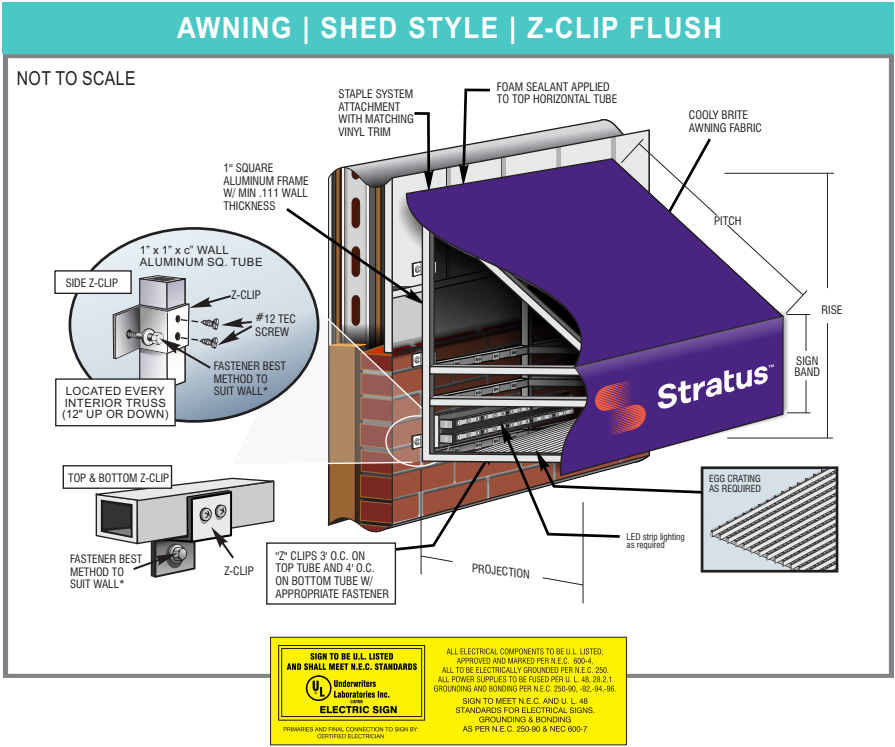 AWNING | SHED STYLE | Z-CLIP FLUSH
NOT TO SCALE
STAPLE SYSTEM
ATTACHMENT
WITH MATCHING
VINYL TRIM
FOAM SEALANT APPLIED
TO TOP HORIZONTAL TUBE
COOLY BRITE
AWNING FABRIC
1" SQUARE
ALUMINUM FRAME
W/ MIN .111 WALL
THICKNESS
PITCH
RISE
SIGN
BAND
1" x 1" x c" WALL
ALUMINUM SQ. TUBE
SIDE Z-CLIP
Z-CLIP
#12 TEC
SCREW
FASTENER BEST
METHOD TO
SUIT WALL*
LOCATED EVERY
INTERIOR TRUSS
(12" UP OR DOWN)
Stratus™
TOP & BOTTOM Z-CLIP
FASTENER BEST
METHOD TO
SUIT WALL*
Z-CLIP
"Z" CLIPS 3' O.C. ON
TOP TUBE AND 4' O.C.
ON BOTTOM TUBE W/
APPROPRIATE FASTENER
PROJECTION
LED strip lighting
as required
EGG CRATING
AS REQUIRED
SIGN TO BE U.L. LISTED
AND SHALL MEET N.E.C. STANDARDS
UL
Underwriters
Laboratories Inc.
LISTED
ELECTRIC SIGN
PRIMARIES AND FINAL CONNECTION TO SIGN BY:
CERTIFIED ELECTRICIAN
ALL ELECTRICAL COMPONENTS TO BE U.L. LISTED,
APPROVED AND MARKED PER N.E.C. 600-4.
ALL TO BE ELECTRICALLY GROUNDED PER N.E.C. 250.
ALL POWER SUPPLIES TO BE FUSED PER U. L. 48, 28.2.1
GROUNDING AND BONDING PER N.E.C. 250-90, -92,-94,-96.
SIGN TO MEET N.E.C. AND U. L. 48
STANDARDS FOR ELECTRICAL SIGNS.
GROUNDING & BONDING
AS PER N.E.C. 250-90 & NEC 600-7